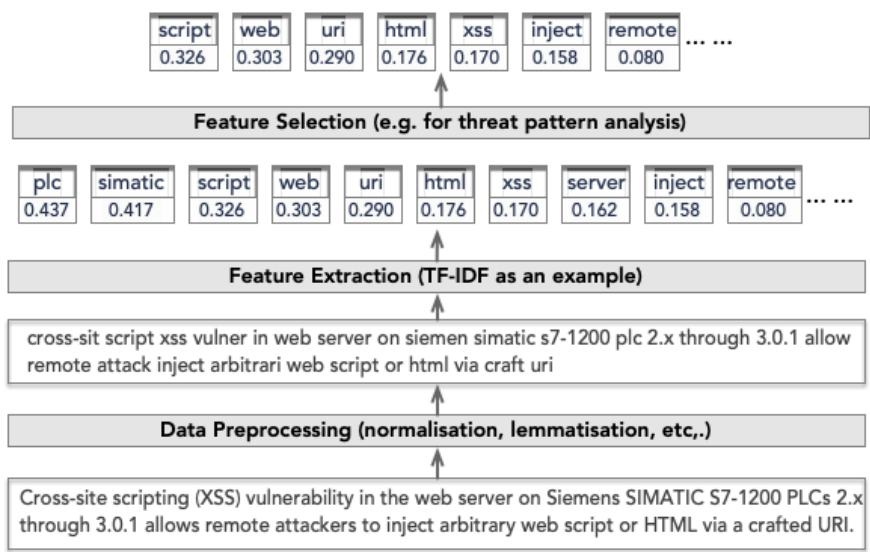 script web uri html xss inject remote
0.326 0.303 0.290 0.176 0.170 0.158 0.080 ... ...
Feature Selection (e.g. for threat pattern analysis)
plc simatic script web uri html xss server inject remote
0.437 0.417 0.326 0.303 0.290 0.176 0.170 0.162 0.158 0.080 ... ...
Feature Extraction (TF-IDF as an example)
cross-sit script xss vulner in web server on siemen simatic s7-1200 plc 2.x through 3.0.1 allow
remote attack inject arbitrari web script or html via craft uri
Data Preprocessing (normalisation, lemmatisation, etc,.)
Cross-site scripting (XSS) vulnerability in the web server on Siemens SIMATIC S7-1200 PLCs 2.x
through 3.0.1 allows remote attackers to inject arbitrary web script or HTML via a crafted URI.